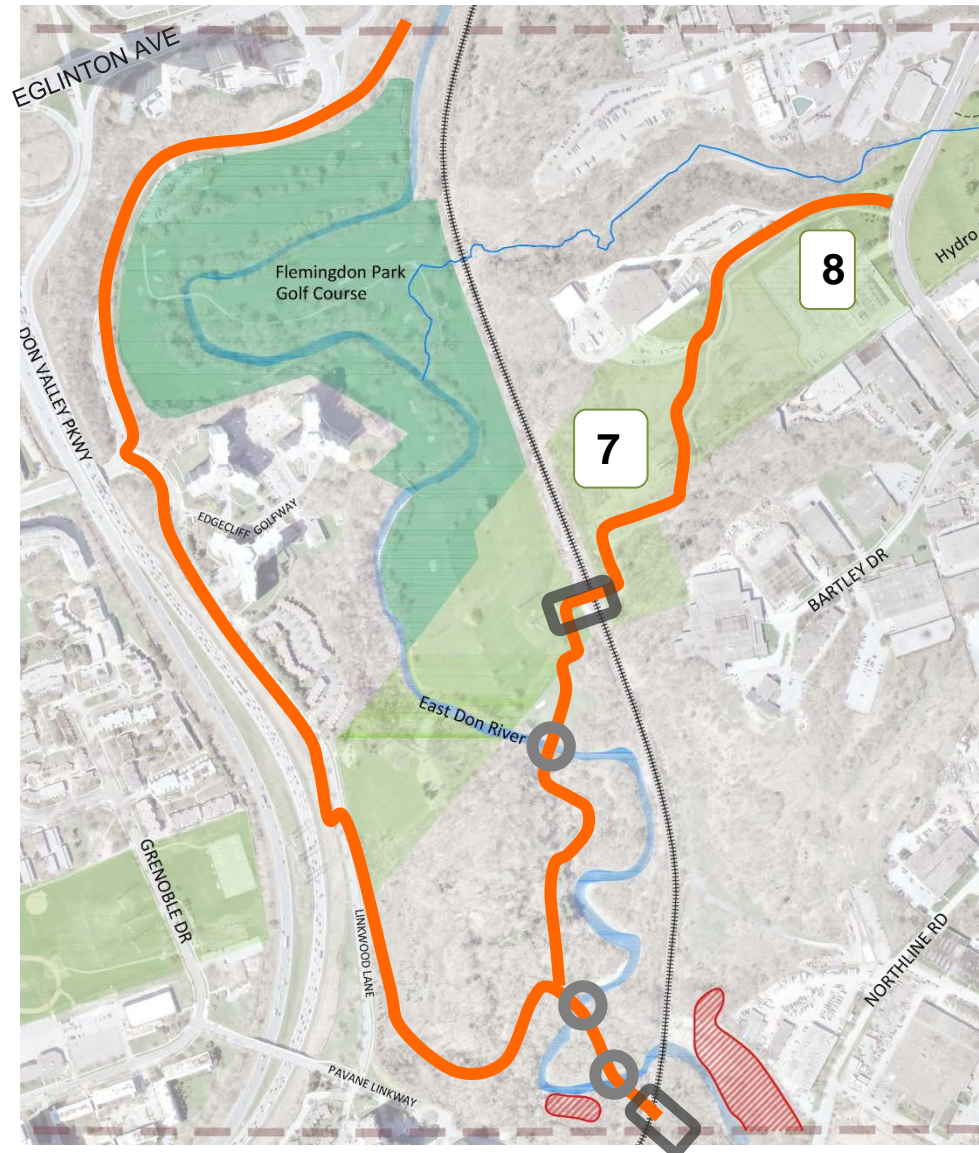 EGLINTON AVE
8
Hydro
Flemingdon Park
Golf Course
DON VALLEY PKWY
7
EDGECLIFF GOLFWAY
BARTLEY DR
East Don River
GRENOBLE DR
LINKWOOD LANE
NORTHLINE RD
PAVANE LINKWAY